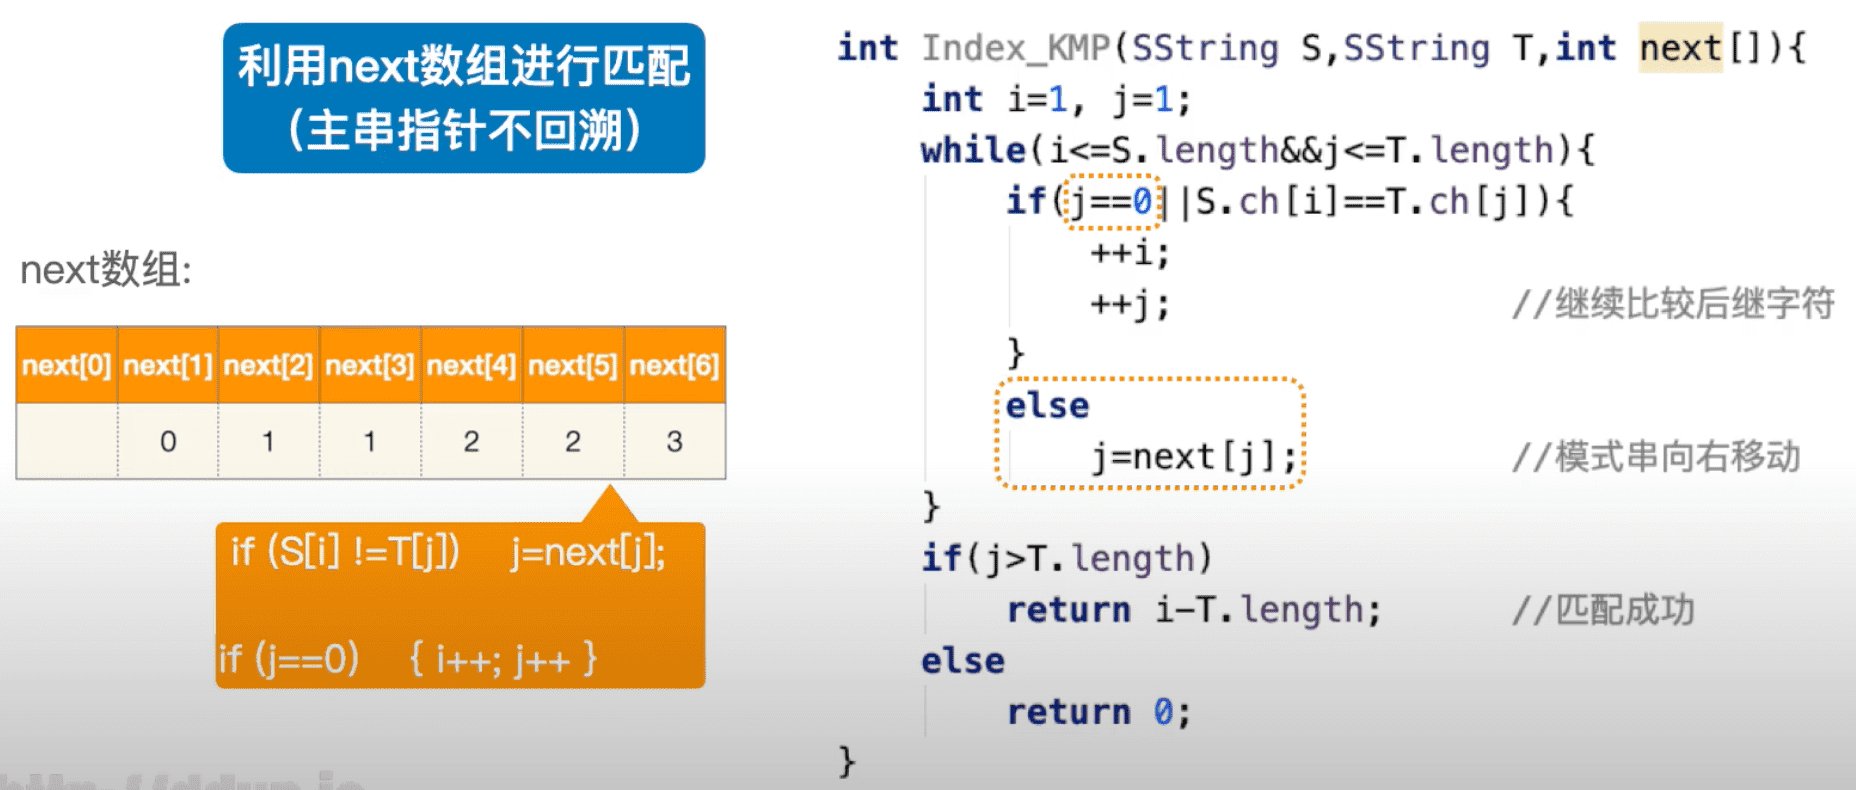 利用next数组进行匹配
（主串指针不回溯）
next数组:
next[0] next[1] next[2] next[3] next[4] next[5] next[6]
0 1 1 2 2 3
if (S[i] !=T[j]) j=next[j];
if (j==0) { i++; j++ }
int Index_KMP(SString S,SString T,int next[]){
int i=1, j=1;
while(i<=S.length&&j<=T.length){
if(j==0||S.ch[i]==T.ch[j]){
++i;
++j; //继续比较后继字符
}
else
j=next[j]; //模式串向右移动
}
if(j>T.length)
return i-T.length; //匹配成功
else
return 0;
}